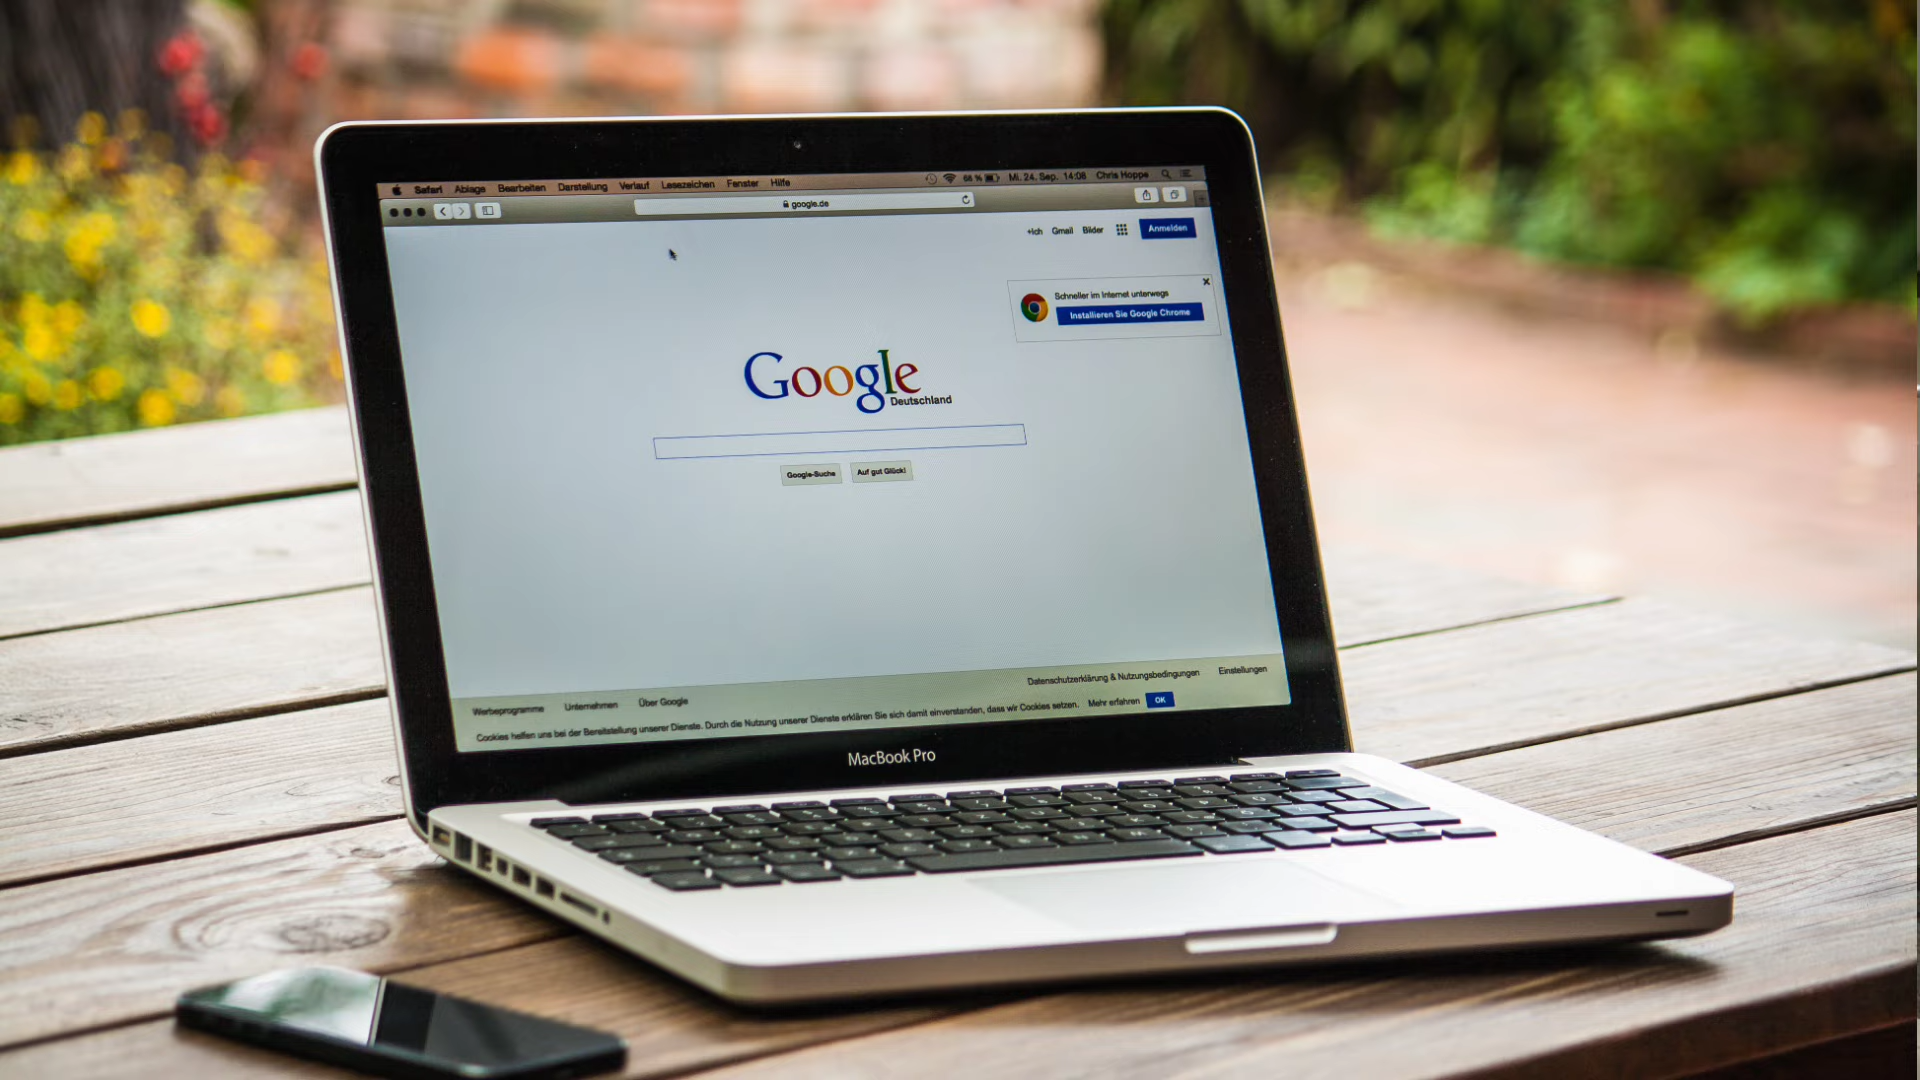 Safari Ablage Bearbeiten Darstellung Verlauf Lesezeichen Fenster Hilfe 68 % Mi. 24. Sep. 14:08 Chris Hoppe
google.de
+Ich Gmail Bilder Anmelden
Schneller im Internet unterwegs
Installieren Sie Google Chrome
Google
Deutschland
Google-Suche Auf gut Glück!
Werbeprogramme Unternehmen Über Google Datenschutzerklärung & Nutzungsbedingungen Einstellungen
Cookies helfen uns bei der Bereitstellung unserer Dienste. Durch die Nutzung unserer Dienste erklären Sie sich damit einverstanden, dass wir Cookies setzen. Mehr erfahren OK
MacBook Pro